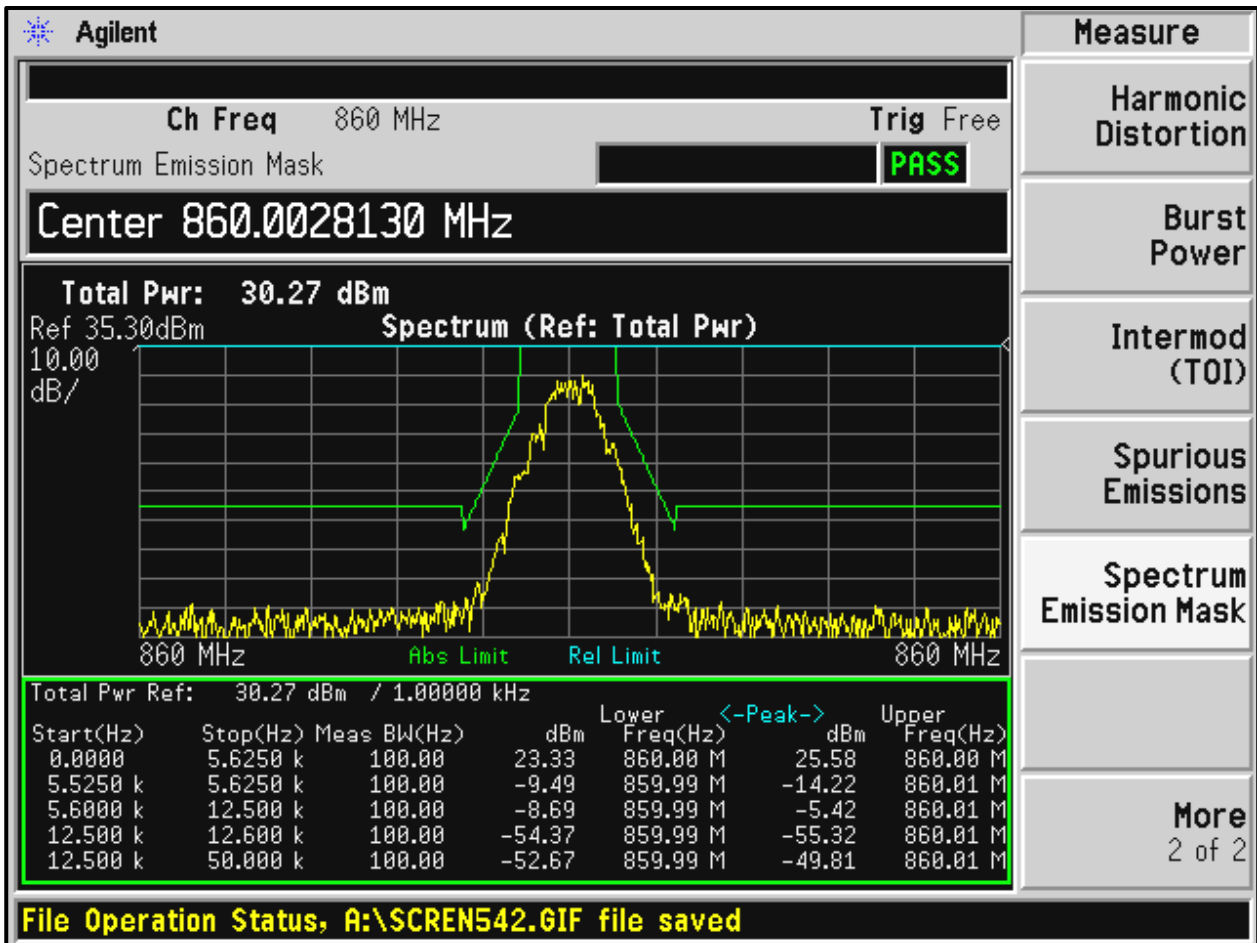 Agilent
Ch Freq 860 MHz Trig Free
Spectrum Emission Mask PASS
Center 860.0028130 MHz
Total Pwr: 30.27 dBm
Ref 35.30dBm Spectrum (Ref: Total Pwr)
10.00
dB/
860 MHz Abs Limit Rel Limit 860 MHz
Total Pwr Ref: 30.27 dBm / 1.00000 kHz
Lower <-Peak-> Upper
Start(Hz) Stop(Hz) Meas BW(Hz) dBm Freq(Hz) dBm Freq(Hz)
0.0000 5.6250 k 100.00 23.33 860.00 M 25.58 860.00 M
5.5250 k 5.6250 k 100.00 -9.49 859.99 M -14.22 860.01 M
5.6000 k 12.500 k 100.00 -8.69 859.99 M -5.42 860.01 M
12.500 k 12.600 k 100.00 -54.37 859.99 M -55.32 860.01 M
12.500 k 50.000 k 100.00 -52.67 859.99 M -49.81 860.01 M
File Operation Status, A:\SCREN542.GIF file saved
Measure
Harmonic
Distortion
Burst
Power
Intermod
(TOI)
Spurious
Emissions
Spectrum
Emission Mask
More
2 of 2